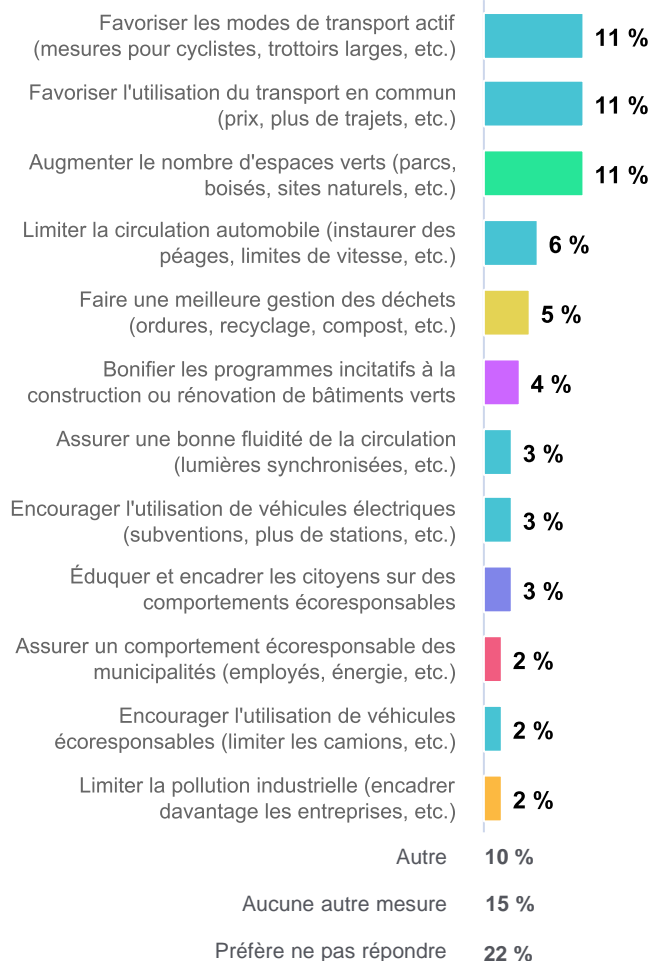 Favoriser les modes de transport actif
(mesures pour cyclistes, trottoirs larges, etc.)
11 %
Favoriser l'utilisation du transport en commun
(prix, plus de trajets, etc.)
11 %
Augmenter le nombre d'espaces verts (parcs,
boisés, sites naturels, etc.)
11 %
Limiter la circulation automobile (instaurer des
péages, limites de vitesse, etc.)
6 %
Faire une meilleure gestion des déchets
(ordures, recyclage, compost, etc.)
5 %
Bonifier les programmes incitatifs à la
construction ou rénovation de bâtiments verts
4 %
Assurer une bonne fluidité de la circulation
(lumières synchronisées, etc.)
3 %
Encourager l'utilisation de véhicules électriques
(subventions, plus de stations, etc.)
3 %
Éduquer et encadrer les citoyens sur des
comportements écoresponsables
3 %
Assurer un comportement écoresponsable des
municipalités (employés, énergie, etc.)
2 %
Encourager l'utilisation de véhicules
écoresponsables (limiter les camions, etc.)
2 %
Limiter la pollution industrielle (encadrer
davantage les entreprises, etc.)
2 %
Autre 10 %
Aucune autre mesure 15 %
Préfère ne pas répondre 22 %